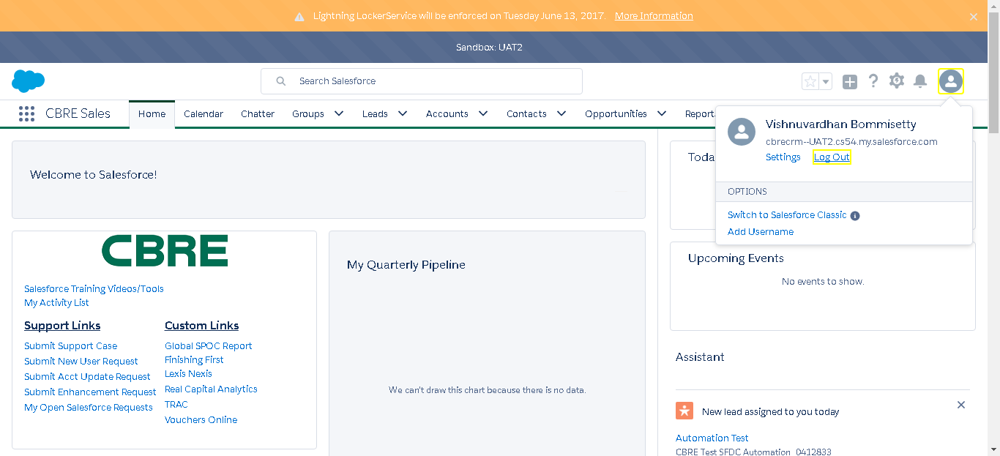 Lightning LockerService will be enforced on Tuesday June 13, 2017. More Information
Sandbox: UAT2
Search Salesforce
CBRE Sales
Home
Calendar
Chatter
Groups
Leads
Accounts
Contacts
Opportunities
Report
Vishnuvardhan Bommisetty
cbrecrm--UAT2.cs54.my.salesforce.com
Settings
Log Out
OPTIONS
Switch to Salesforce Classic
Add Username
Welcome to Salesforce!
Toda
CBRE
Salesforce Training Videos/Tools
My Activity List
Support Links
Submit Support Case
Submit New User Request
Submit Acct Update Request
Submit Enhancement Request
My Open Salesforce Requests
Custom Links
Global SPOC Report
Finishing First
Lexis Nexis
Real Capital Analytics
TRAC
Vouchers Online
My Quarterly Pipeline
We can't draw this chart because there is no data.
Upcoming Events
No events to show.
Assistant
New lead assigned to you today
Automation Test
CBRE Test SFDC Automation_0412833